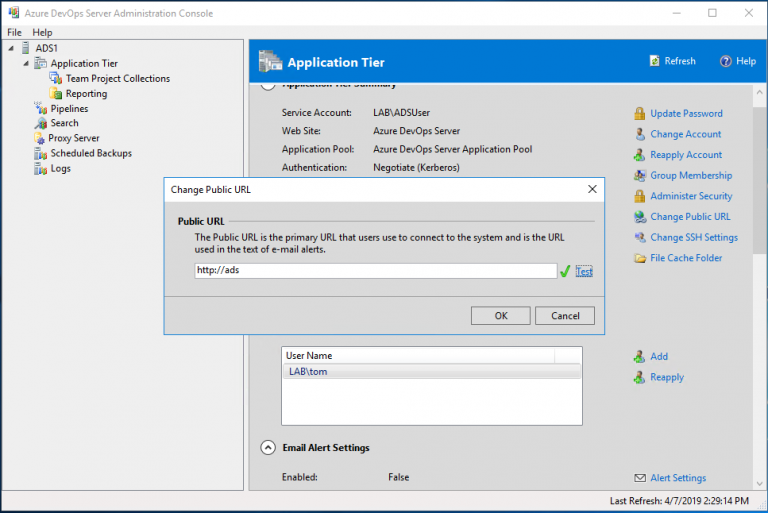 Azure DevOps Server Administration Console
File Help
ADS1
Application Tier
Team Project Collections
Reporting
Pipelines
Search
Proxy Server
Scheduled Backups
Logs
Application Tier
Refresh
Help
Application Tier Summary
Service Account: LAB\ADSUser
Web Site: Azure DevOps Server
Application Pool: Azure DevOps Server Application Pool
Authentication: Negotiate (Kerberos)
Update Password
Change Account
Reapply Account
Group Membership
Administer Security
Change Public URL
Change SSH Settings
File Cache Folder
Change Public URL
Public URL
The Public URL is the primary URL that users use to connect to the system and is the URL
used in the text of e-mail alerts.
http://ads
Test
OK Cancel
User Name
LAB\tom
Add
Reapply
Email Alert Settings
Enabled: False
Alert Settings
Last Refresh: 4/7/2019 2:29:14 PM